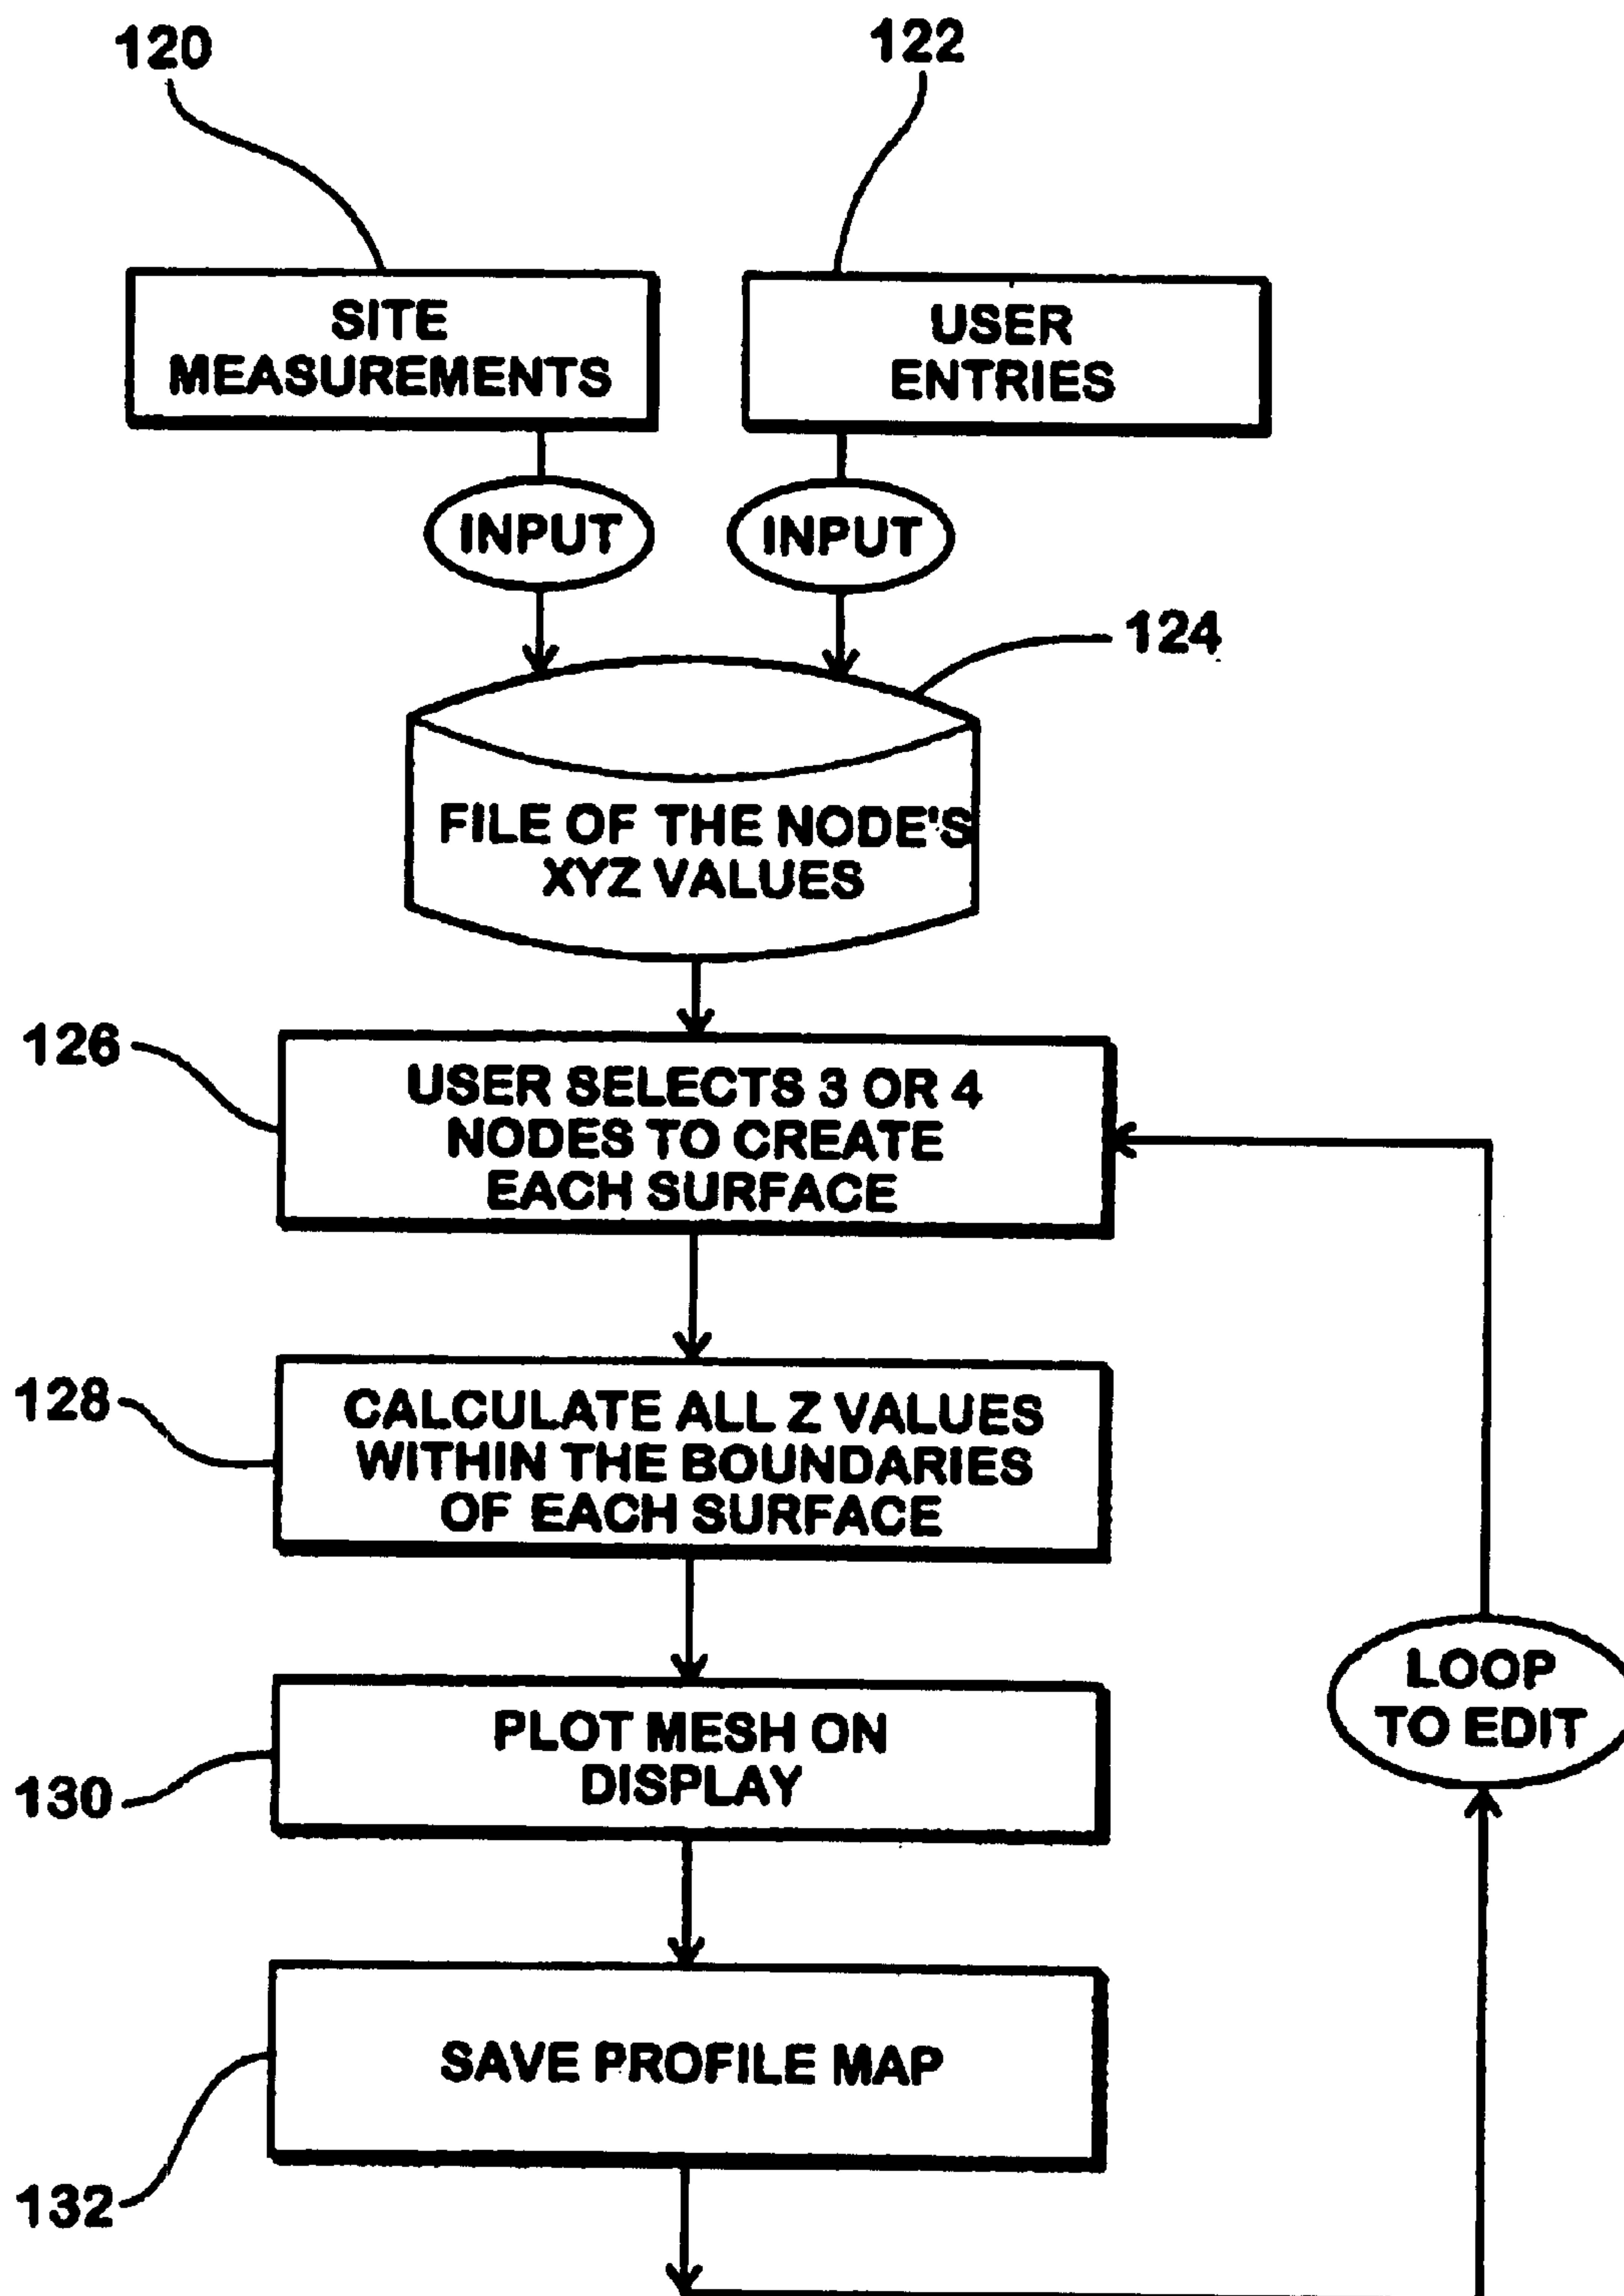 120
122
SITE
MEASUREMENTS
USER
ENTRIES
INPUT
INPUT
124
FILE OF THE NODE'S
XYZ VALUES
126
USER SELECTS 3 OR 4
NODES TO CREATE
EACH SURFACE
128
CALCULATE ALL Z VALUES
WITHIN THE BOUNDARIES
OF EACH SURFACE
LOOP
TO EDIT
130
PLOT MESH ON
DISPLAY
SAVE PROFILE MAP
132